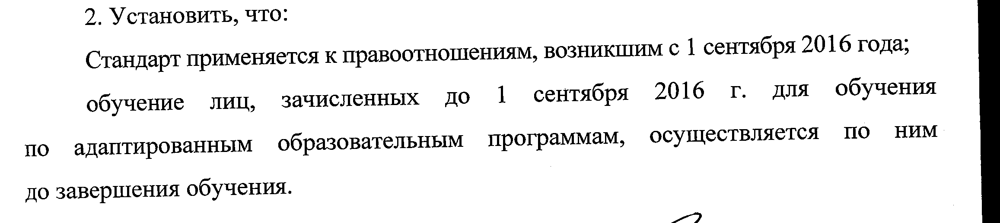 2. Установить, что:
Стандарт применяется к правоотношениям, возникшим с 1 сентября 2016 года;
обучение лиц, зачисленных до 1 сентября 2016 г. для обучения
по адаптированным образовательным программам, осуществляется по ним
до завершения обучения.